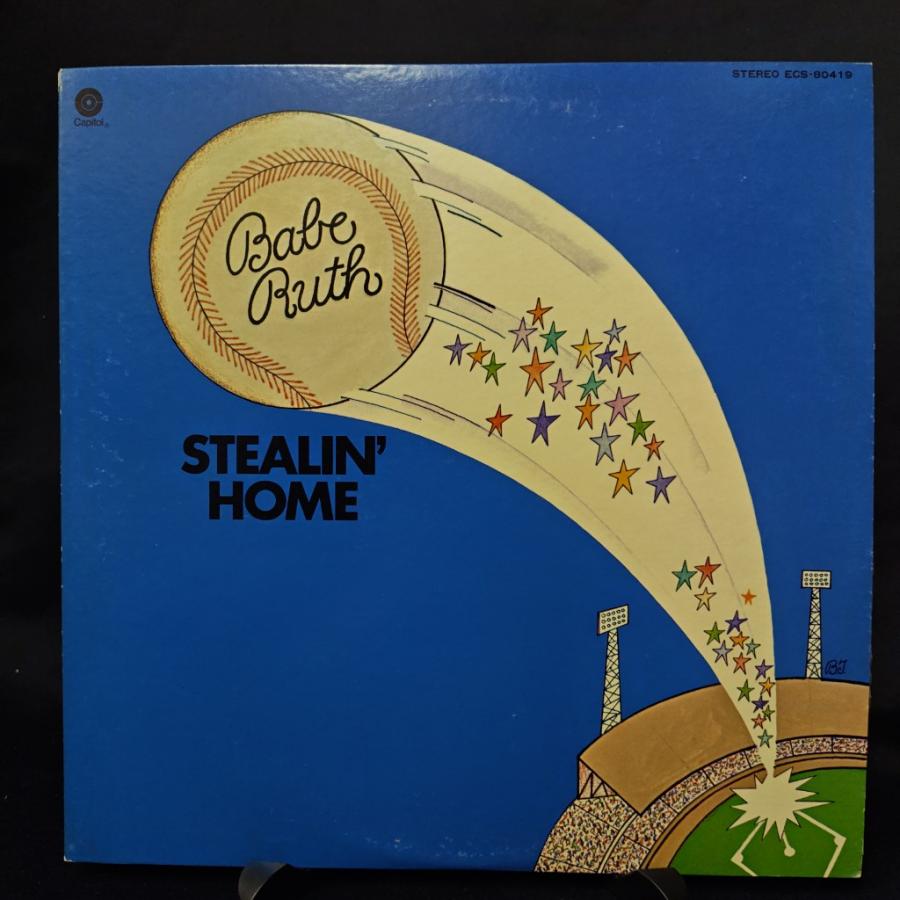 STEREO ECS-80419
Capitol®
Babe
Ruth
STEALIN'
HOME